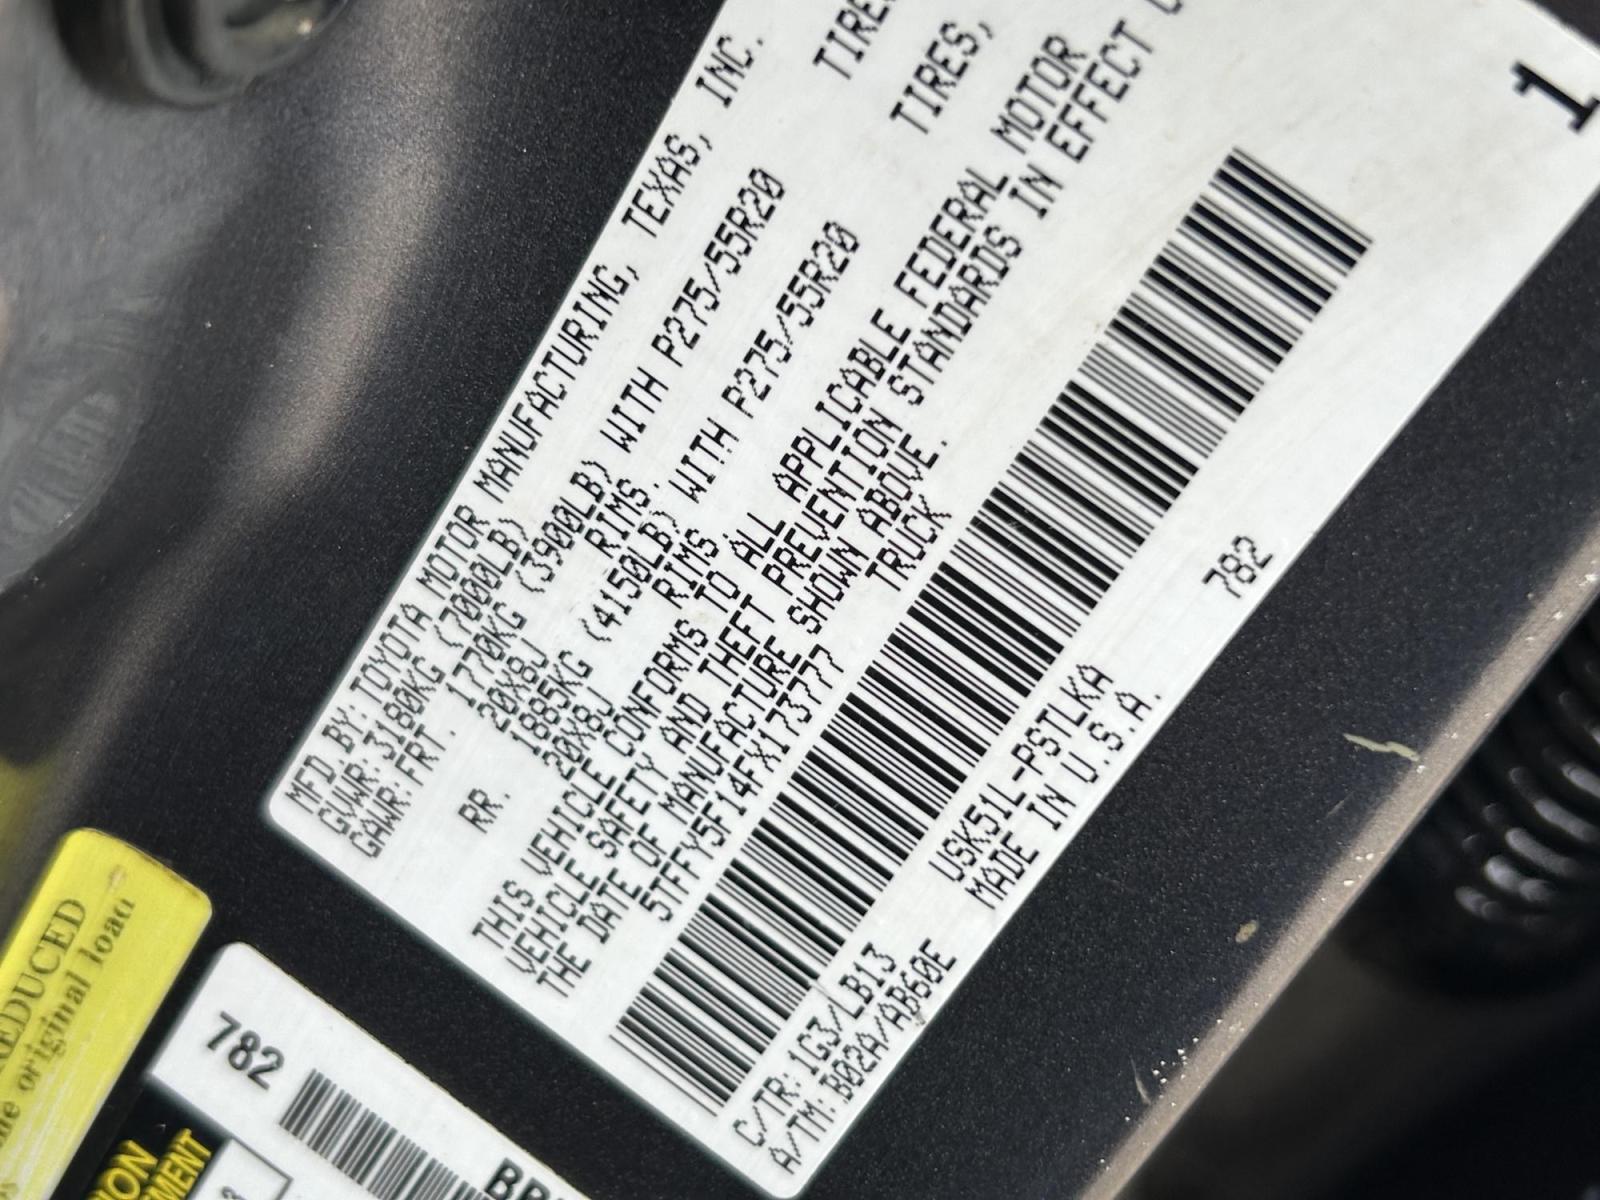 MFD. BY: TOYOTA MOTOR MANUFACTURING, TEXAS, INC.
GVWR: 3180KG (7000LB)
GAWR: FRT. 1770KG (3900LB) WITH P275/55R20 TIRES
20X8J RIMS.
RR. 1885KG (4150LB) WITH P275/55R20 TIRES,
20X8J RIMS
THIS VEHICLE CONFORMS TO ALL APPLICABLE FEDERAL MOTOR
VEHICLE SAFETY AND THEFT PREVENTION STANDARDS IN EFFECT
THE DATE OF MANUFACTURE SHOWN ABOVE.
5TFFY5F14FX173777 TRUCK
1
782
USK51L-PSTLKA
MADE IN U.S.A.
C/TR: 1G3/LB13
A/TM: B02A/AB60E
REDUCED
original load
782